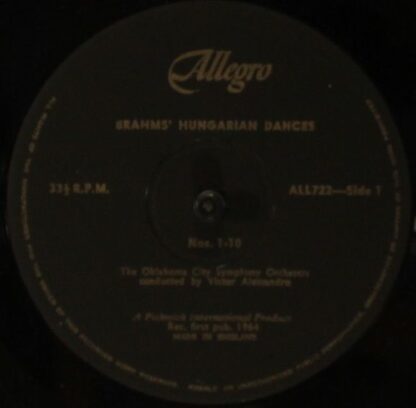 Allegro
BRAHMS' HUNGARIAN DANCES
33⅓ R.P.M.
ALL722—Side 1
Nos. 1-10
The Oklahoma City Symphony Orchestra
conducted by Victor Alessandro
A Pickwick International Product
Rec. first pub. 1964
MADE IN ENGLAND